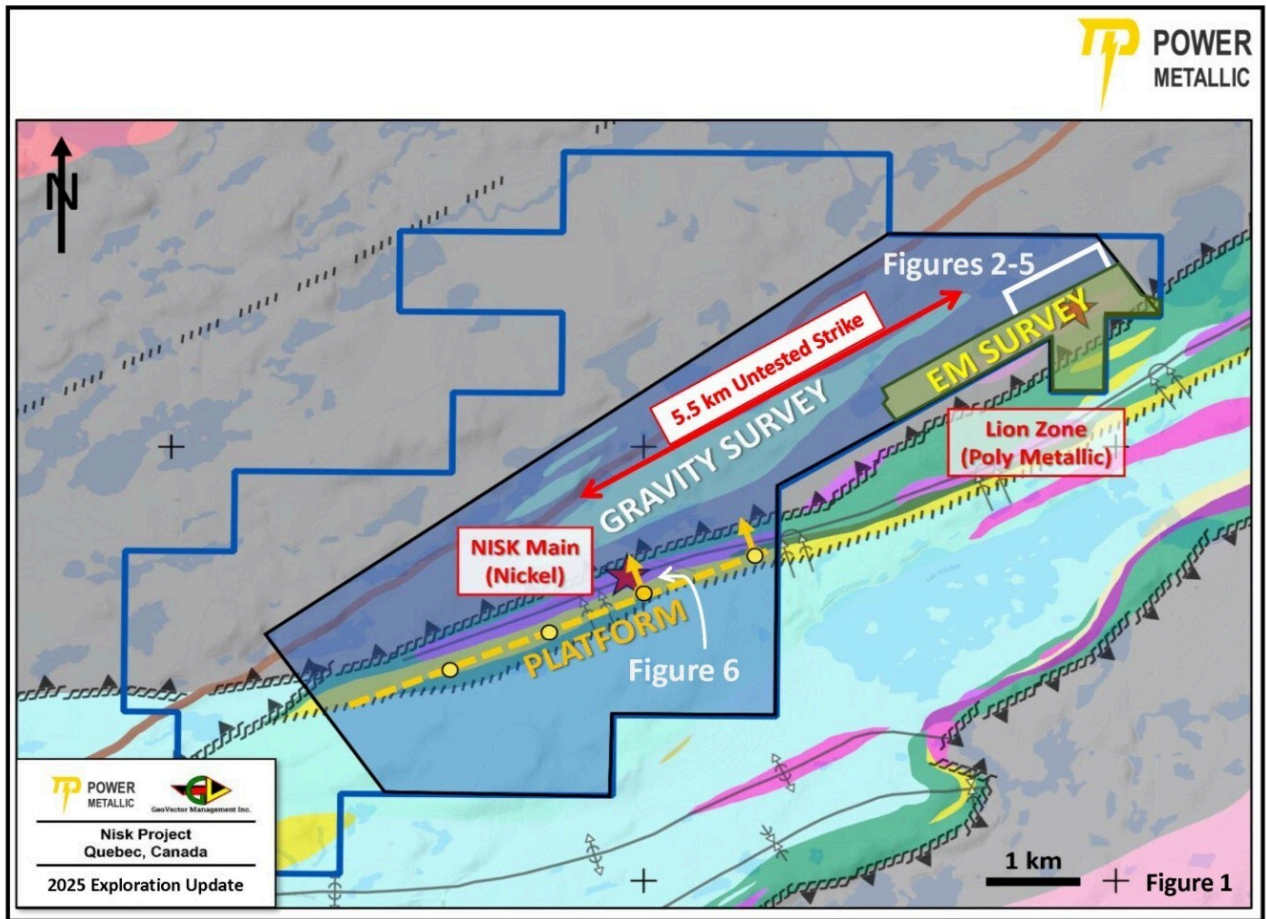 POWER
METALLIC
N
Figures 2-5
5.5 km Untested Strike
EM SURVEY
GRAVITY SURVEY
Lion Zone
(Poly Metallic)
NISK Main
(Nickel)
PLATFORM
Figure 6
POWER
METALLIC
GeoVector Management Inc.
Nisk Project
Quebec, Canada
2025 Exploration Update
1 km
Figure 1